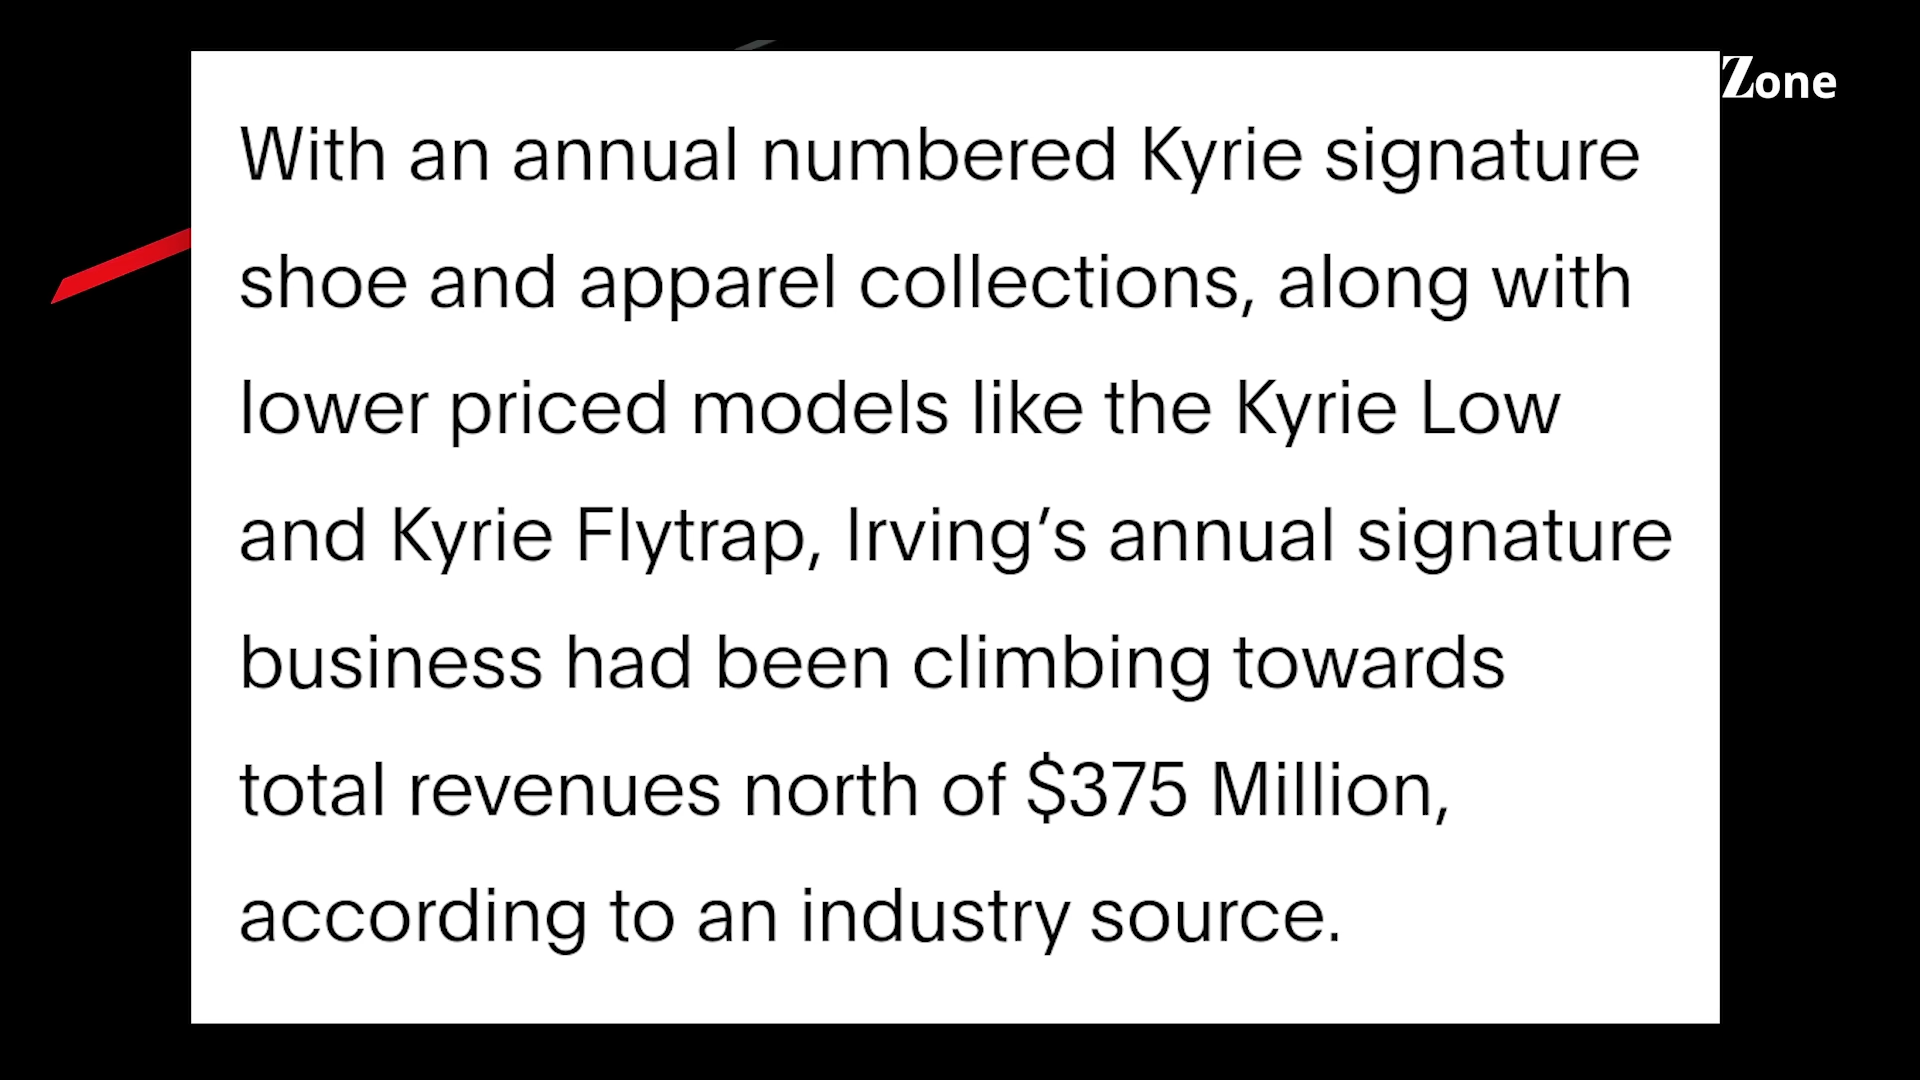 Zone
With an annual numbered Kyrie signature
shoe and apparel collections, along with
lower priced models like the Kyrie Low
and Kyrie Flytrap, Irving’s annual signature
business had been climbing towards
total revenues north of $375 Million,
according to an industry source.